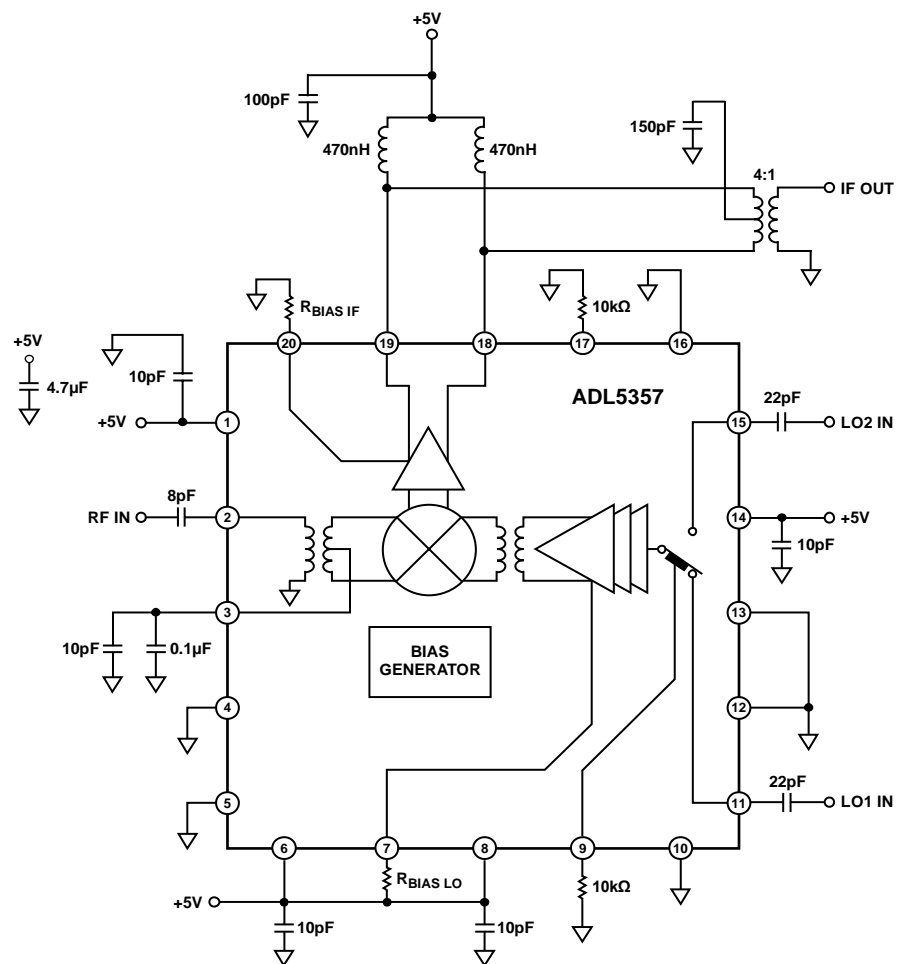 +5V
100pF
470nH
470nH
150pF
4:1
IF OUT
RBIAS IF
10kΩ
+5V
4.7µF
10pF
+5V
20
19
18
17
16
ADL5357
1
15
22pF
LO2 IN
8pF
RF IN
2
14
+5V
10pF
3
13
10pF
0.1µF
BIAS
GENERATOR
4
12
5
11
22pF
LO1 IN
6
7
8
9
10
+5V
RBIAS LO
10kΩ
10pF
10pF